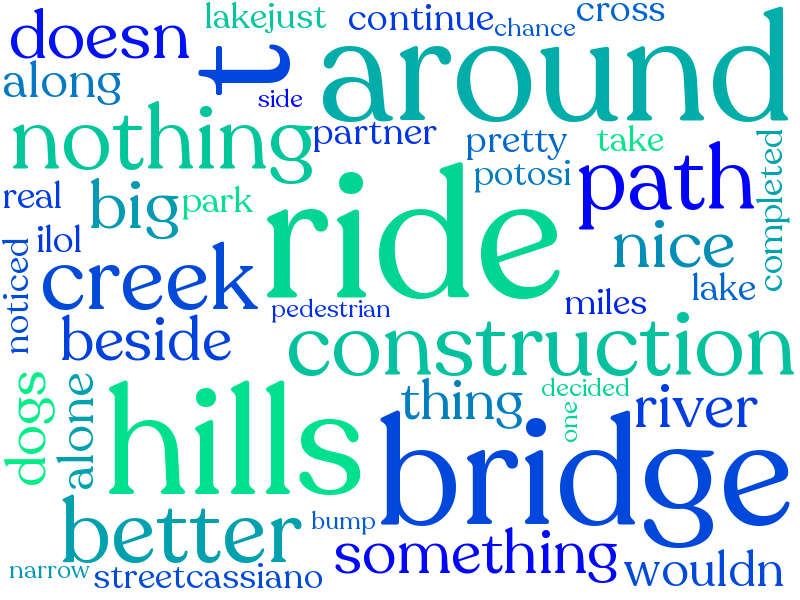 lakejust
continue
cross
chance
doesn
t
around
along
side
nothing
partner
pretty
take
completed
potosi
path
real
big
park
ride
nice
ilol
noticed
creek
lake
miles
pedestrian
beside
construction
dogs
alone
hills
thing
decided
one
river
bridge
better
bump
something
narrow
streetcassiano
wouldn